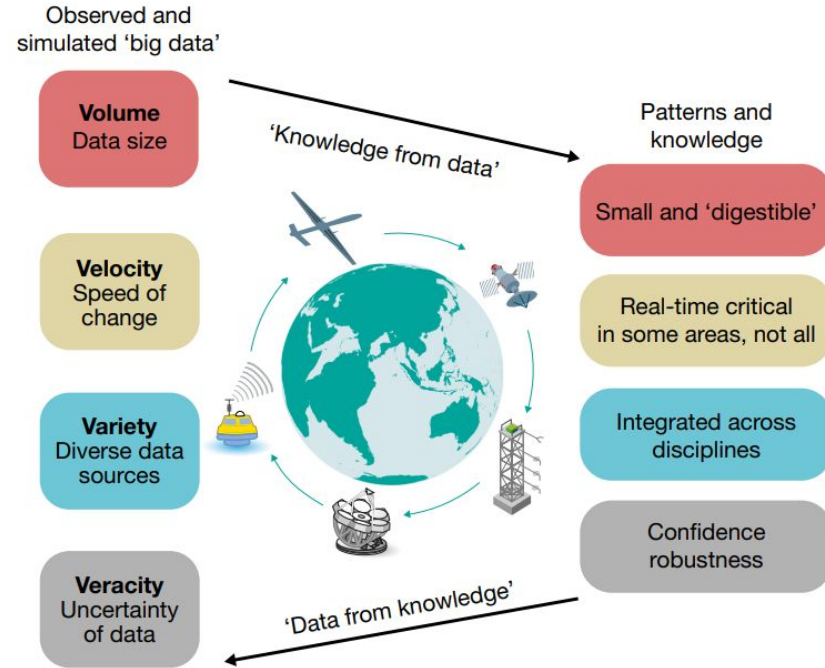 Observed and
simulated ‘big data’
Volume
Data size
Velocity
Speed of
change
Variety
Diverse data
sources
Veracity
Uncertainty
of data
‘Knowledge from data’
‘Data from knowledge’
Patterns and
knowledge
Small and ‘digestible’
Real-time critical
in some areas, not all
Integrated across
disciplines
Confidence
robustness